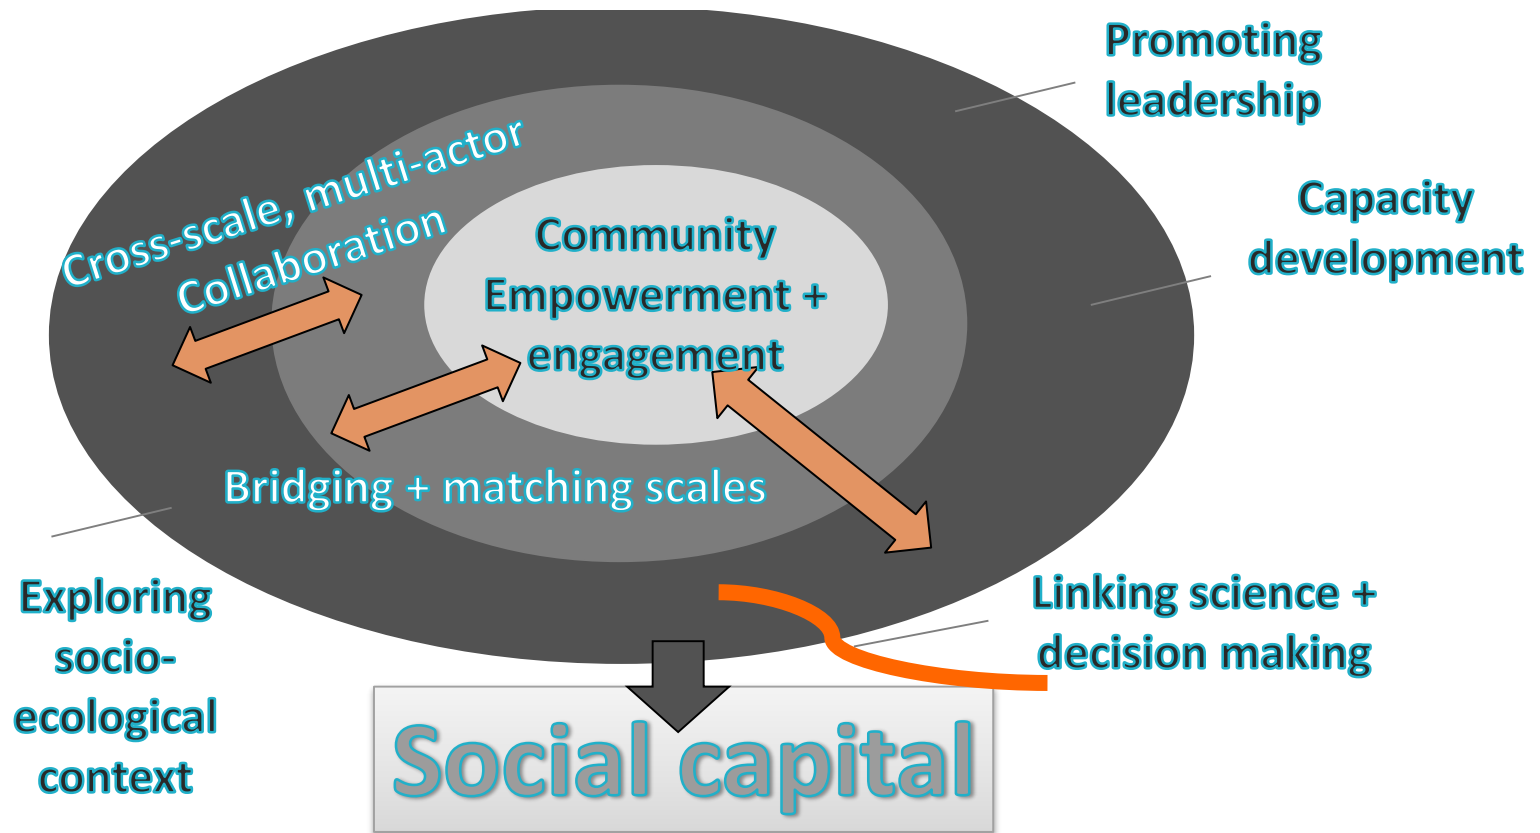 Promoting
leadership
Capacity
development
Cross-scale, multi-actor
Collaboration
Community
Empowerment +
engagement
Bridging + matching scales
Exploring
socio-
ecological
context
Linking science +
decision making
Social capital